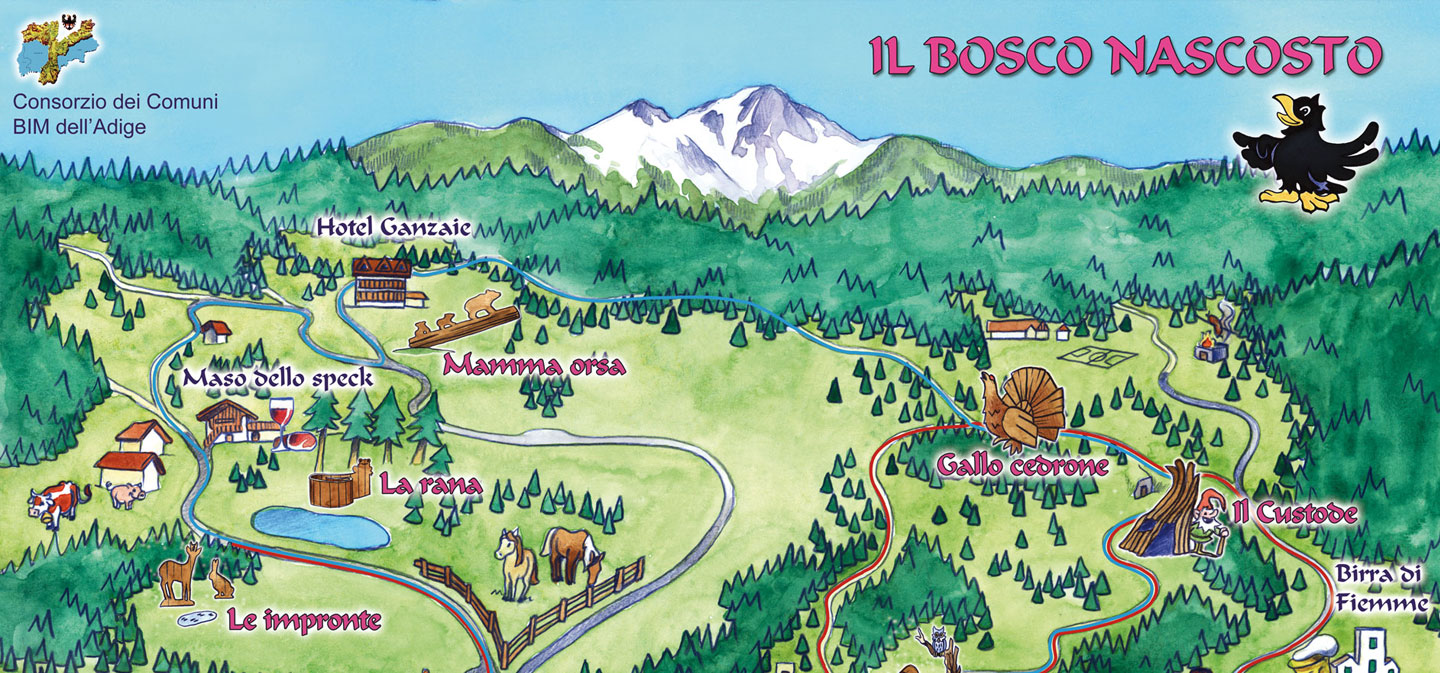 Consorzio dei Comuni
BIM dell'Adige
IL BOSCO NASCOSTO
Hotel Ganzaie
Mamma orsa
Maso dello speck
La rana
Gallo cedrone
Il Custode
Birra di
Fiemme
Le impronte